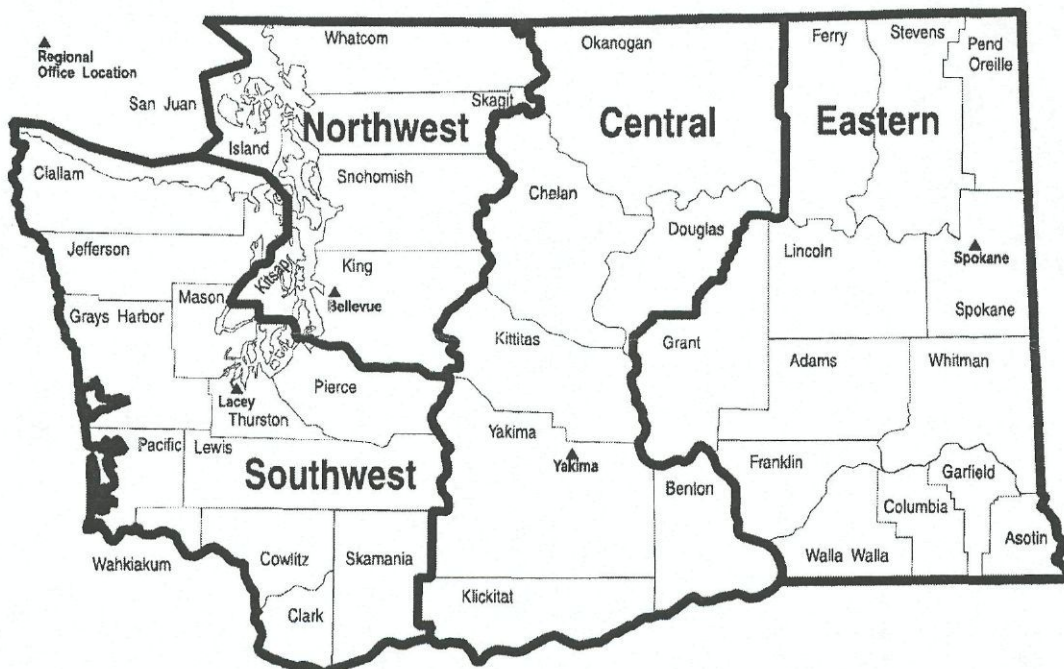 Regional
Office Location
San Juan
Whatcom
Skagit
Northwest
Island
Snohomish
King
Bellevue
Kitsap
Clallam
Jefferson
Mason
Grays Harbor
Lacey
Thurston
Pierce
Pacific
Lewis
Southwest
Wahkiakum
Cowlitz
Skamania
Clark
Okanogan
Central
Chelan
Douglas
Kittitas
Yakima
Yakima
Benton
Klickitat
Ferry
Stevens
Pend
Oreille
Eastern
Lincoln
Spokane
Spokane
Grant
Adams
Whitman
Franklin
Garfield
Columbia
Walla Walla
Asotin